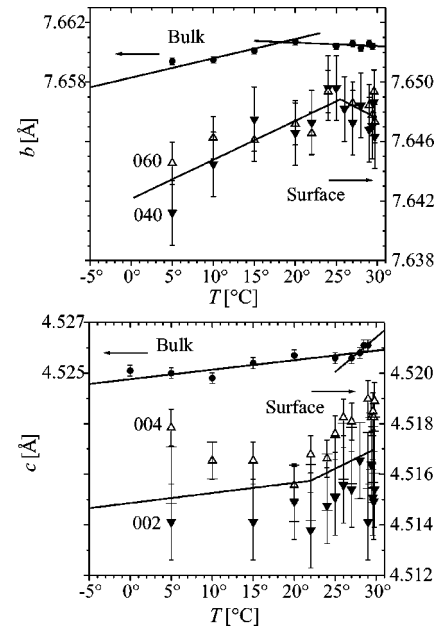 7.662
Bulk
7.658
7.650
b [Å]
7.646
060
Surface
7.642
040
7.638
-5° 0° 5° 10° 15° 20° 25° 30°
T [°C]
4.527
Bulk
4.525
4.520
Surface
004
4.518
c [Å]
4.516
002
4.514
4.512
-5° 0° 5° 10° 15° 20° 25° 30°
T [°C]